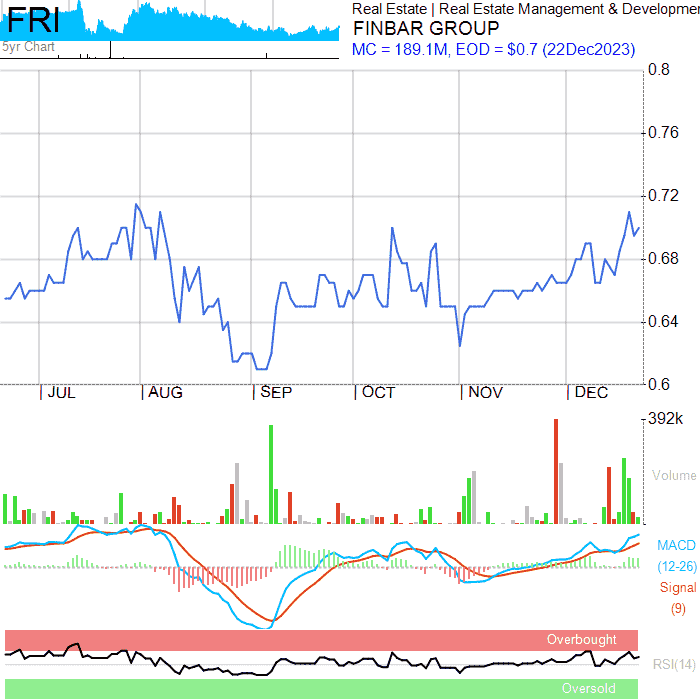 FRI
5yr Chart
Real Estate | Real Estate Management & Developmen
FINBAR GROUP
MC = 189.1M, EOD = $0.7 (22Dec2023)
0.8
0.76
0.72
0.68
0.64
0.6
JUL AUG SEP OCT NOV DEC
392k
Volume
MACD
(12-26)
Signal
(9)
Overbought
RSI(14)
Oversold